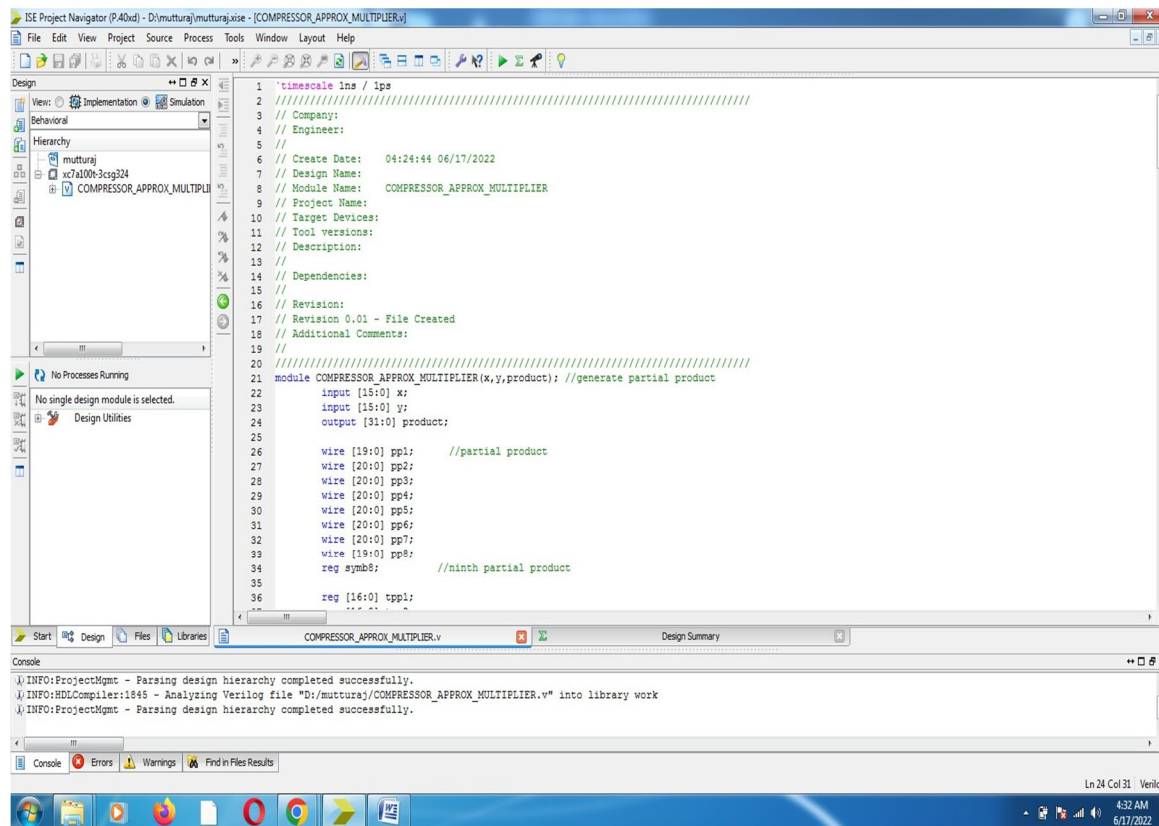 ISE Project Navigator (P.40xd) - D:\mutturaj\mutturaj.xise - [COMPRESSOR_APPROX_MULTIPLIER.v]
File Edit View Project Source Process Tools Window Layout Help
Design
View: Implementation Simulation
Behavioral
Hierarchy
mutturaj
xc7a100t-3csg324
COMPRESSOR_APPROX_MULTIPLI
No Processes Running
No single design module is selected.
Design Utilities
1 `timescale 1ns / 1ps
2 //////////////////////////////////////////////////////////////////////////////////
3 // Company:
4 // Engineer:
5 //
6 // Create Date: 04:24:44 06/17/2022
7 // Design Name:
8 // Module Name: COMPRESSOR_APPROX_MULTIPLIER
9 // Project Name:
10 // Target Devices:
11 // Tool versions:
12 // Description:
13 //
14 // Dependencies:
15 //
16 // Revision:
17 // Revision 0.01 - File Created
18 // Additional Comments:
19 //
20 //////////////////////////////////////////////////////////////////////////////////
21 module COMPRESSOR_APPROX_MULTIPLIER(x,y,product); //generate partial product
22 input [15:0] x;
23 input [15:0] y;
24 output [31:0] product;
25
26 wire [19:0] pp1; //partial product
27 wire [20:0] pp2;
28 wire [20:0] pp3;
29 wire [20:0] pp4;
30 wire [20:0] pp5;
31 wire [20:0] pp6;
32 wire [20:0] pp7;
33 wire [19:0] pp8;
34 reg symb8; //ninth partial product
35
36 reg [16:0] tpp1;
Start Design Files Libraries
COMPRESSOR_APPROX_MULTIPLIER.v Design Summary
Console
INFO:ProjectMgmt - Parsing design hierarchy completed successfully.
INFO:HDLCompiler:1845 - Analyzing Verilog file "D:/mutturaj/COMPRESSOR_APPROX_MULTIPLIER.v" into library work
INFO:ProjectMgmt - Parsing design hierarchy completed successfully.
Console Errors Warnings Find in Files Results
Ln 24 Col 31 Veril
4:32 AM
6/17/2022